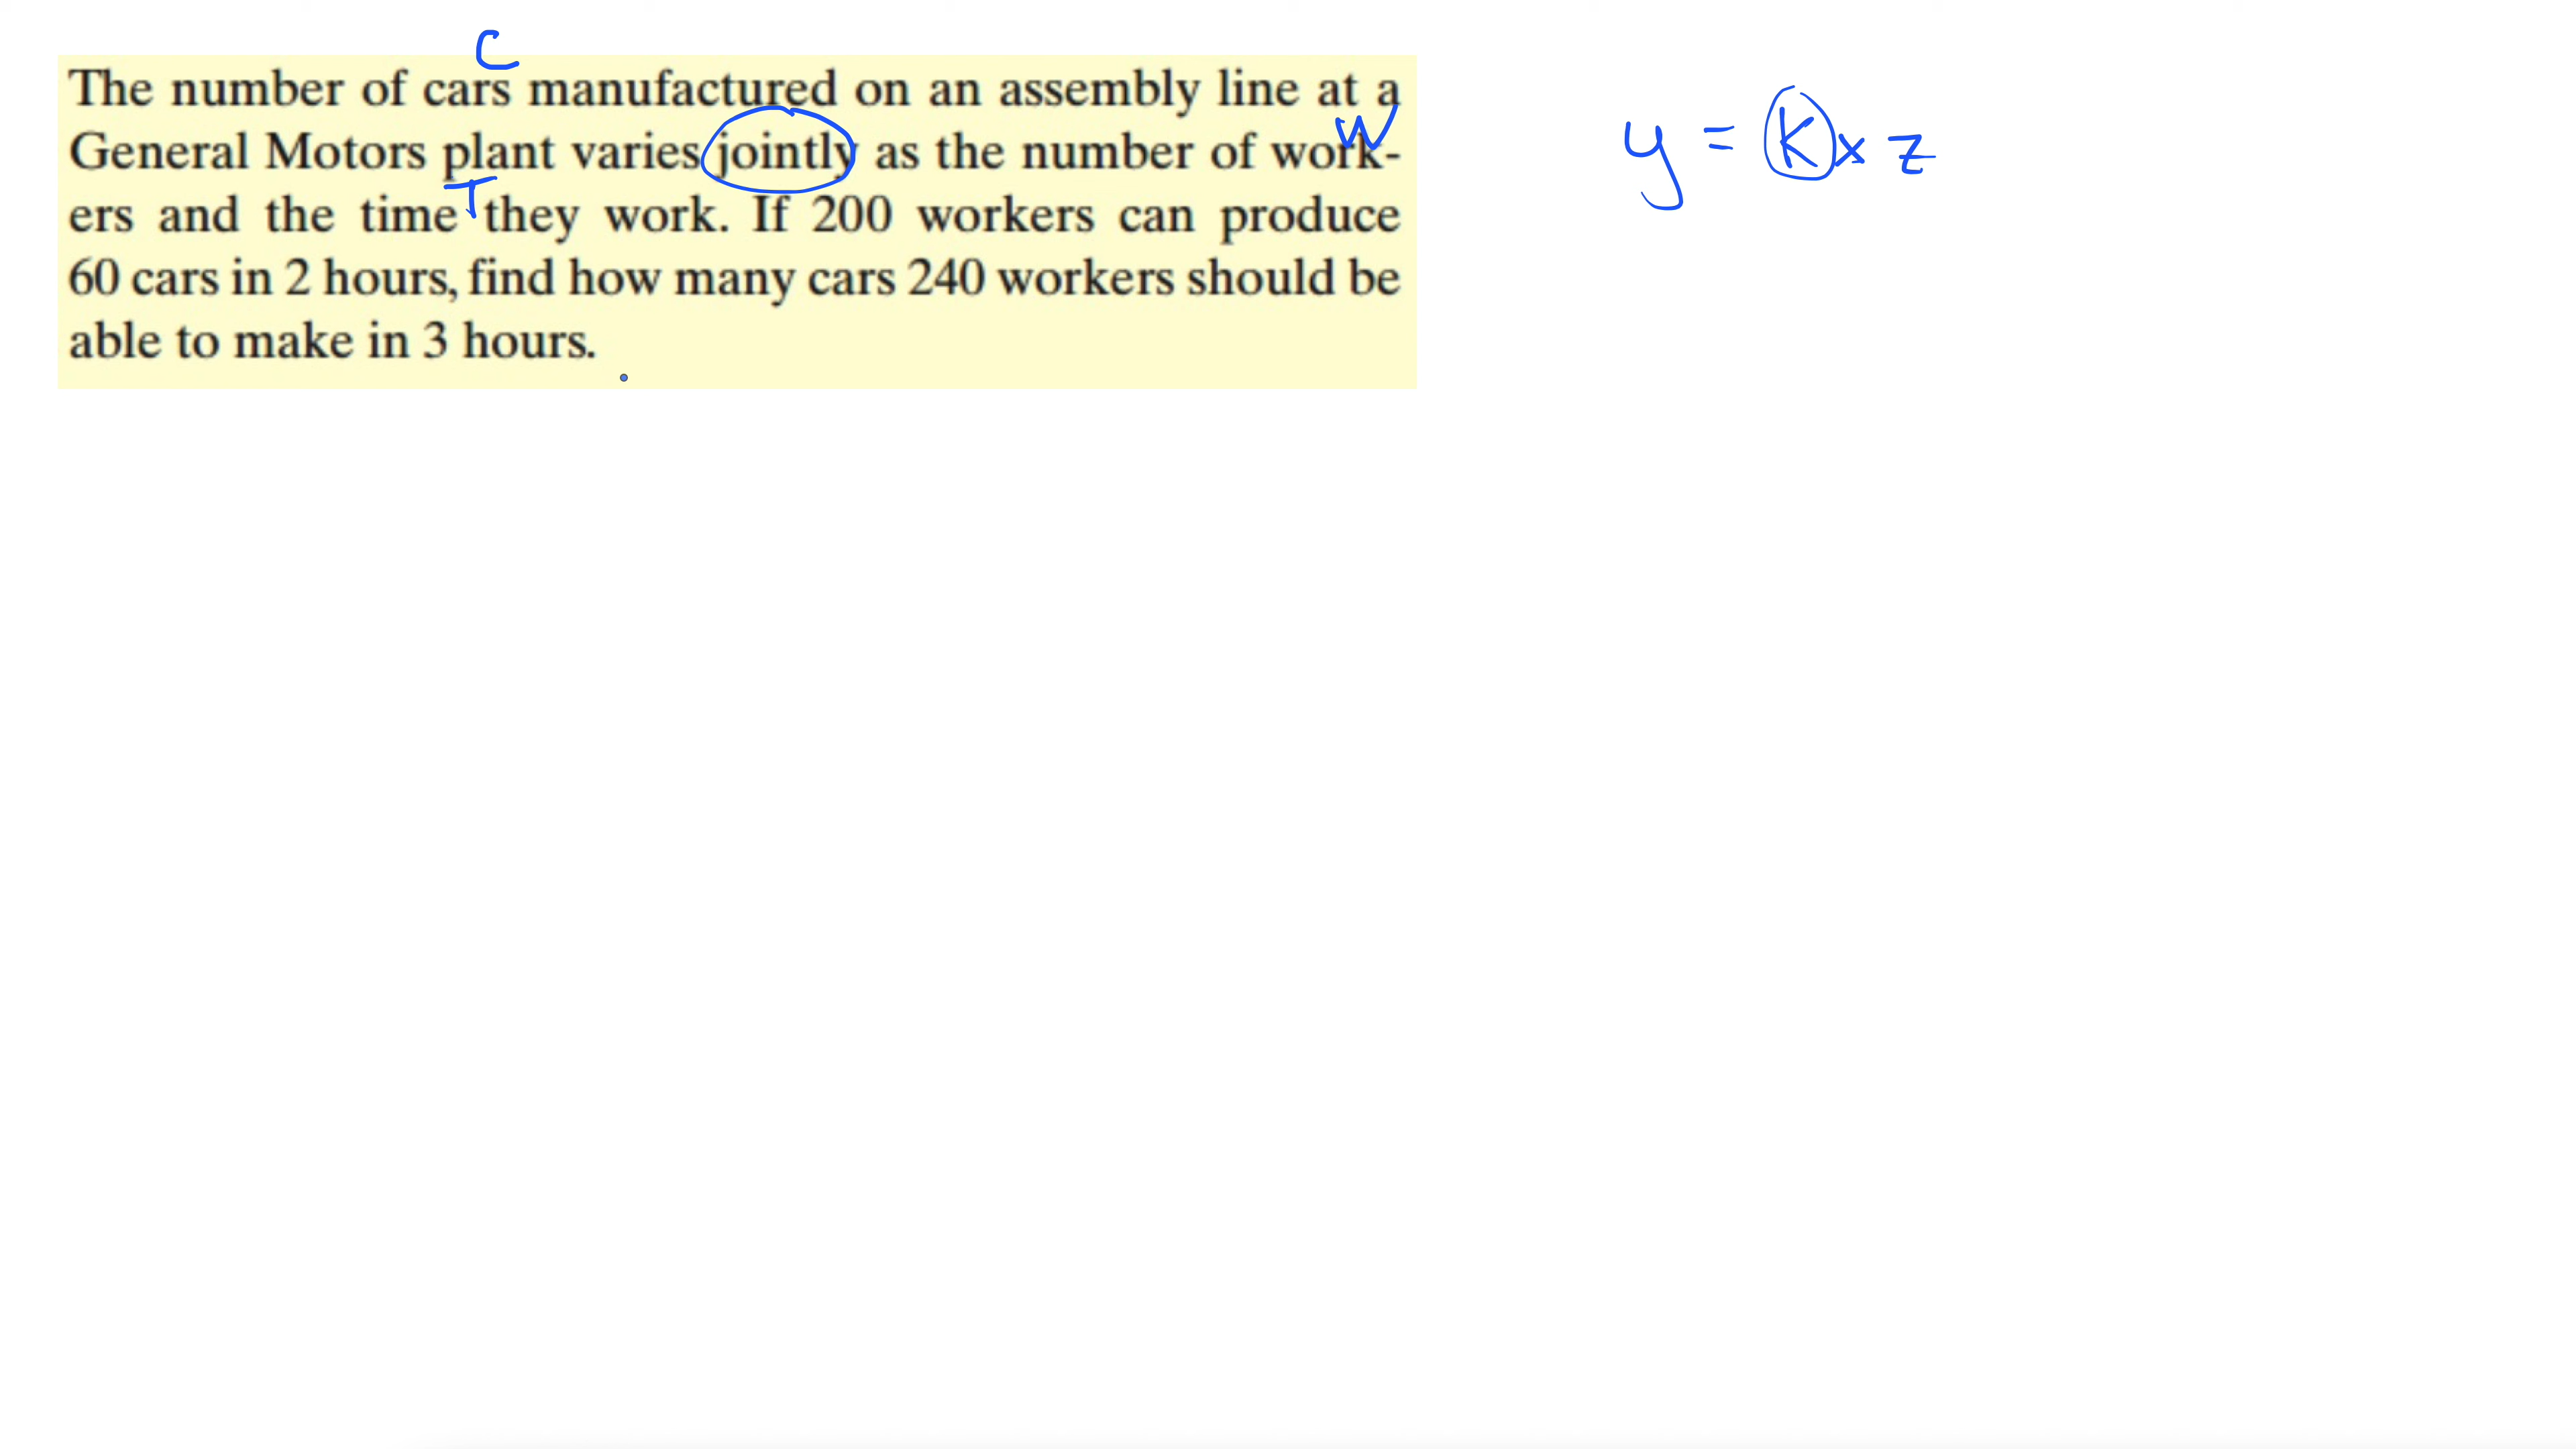 C
The number of cars manufactured on an assembly line at a
General Motors plant varies jointly as the number of work-
W
T
ers and the time they work. If 200 workers can produce
60 cars in 2 hours, find how many cars 240 workers should be
able to make in 3 hours.
y = K x z